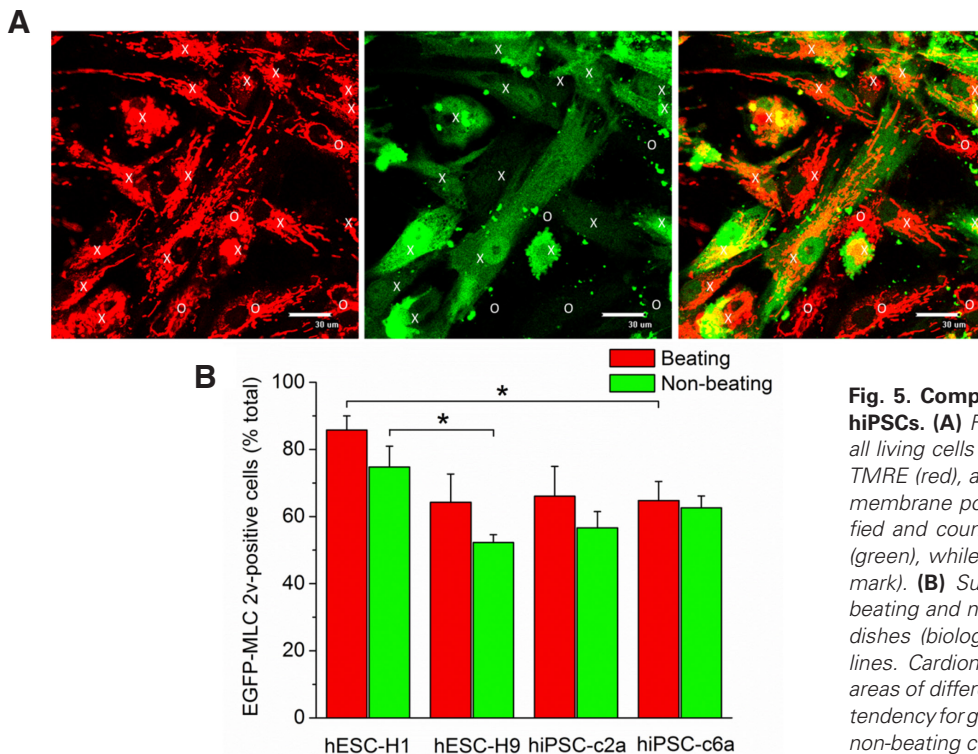 A
X X X X X X X X O X X O X X X X X X X O O O
30 um
30 um
30 um
B
Beating
Non-beating
EGFP-MLC 2v-positive cells (% total)
100
80
60
40
20
0
*
*
hESC-H1 hESC-H9 hiPSC-c2a hiPSC-c6a
Fig. 5. Comp
hiPSCs. (A) F
all living cells
TMRE (red), a
membrane po
fied and coun
(green), while
mark). (B) Su
beating and n
dishes (biolog
lines. Cardion
areas of differe
tendency for g
non-beating c